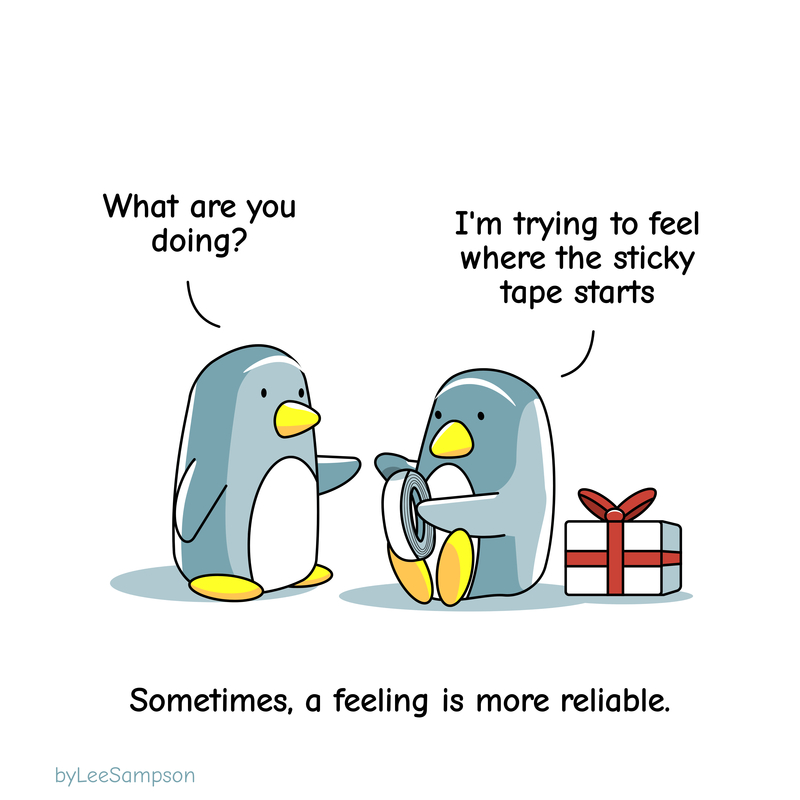 What are you
doing?
I'm trying to feel
where the sticky
tape starts
Sometimes, a feeling is more reliable.
byLeeSampson